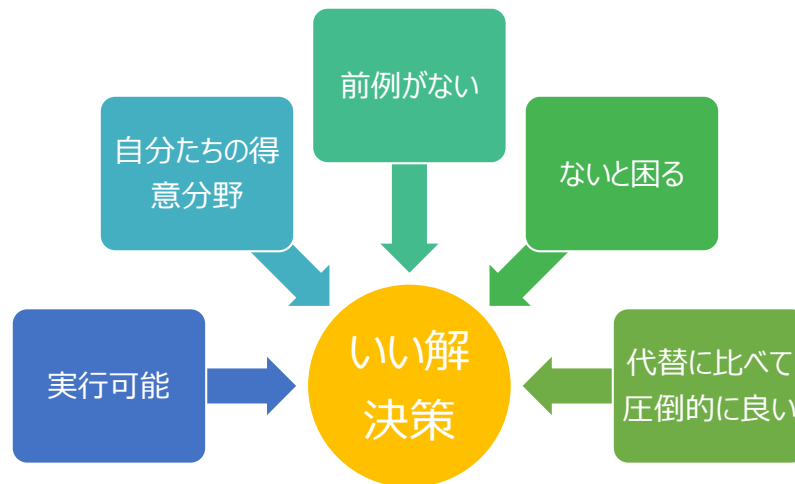 前例がない
自分たちの得
意分野
ないと困る
いい解
決策
実行可能
代替に比べて
圧倒的に良い